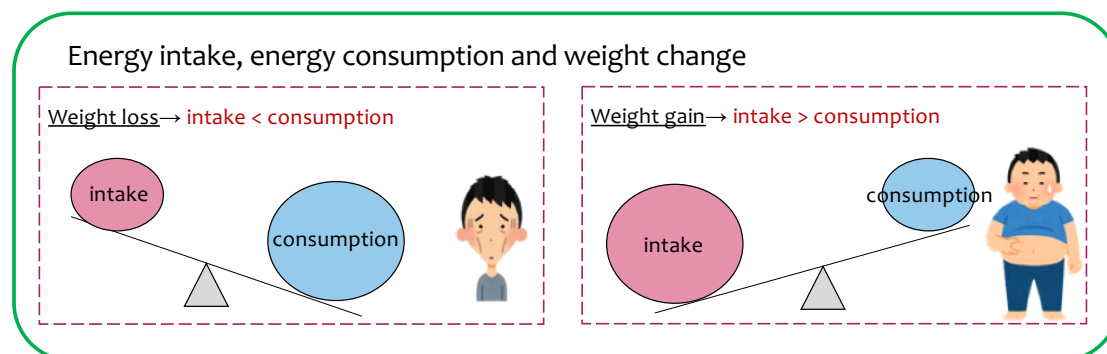 Energy intake, energy consumption and weight change
Weight loss→ intake < consumption
intake
consumption
Weight gain→ intake > consumption
consumption
intake